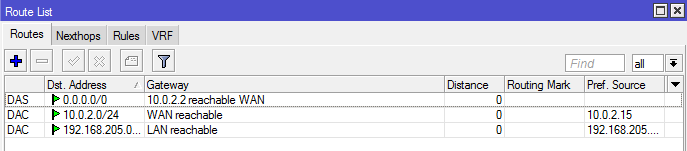 Route List
Routes Nexthops Rules VRF
Find all
Dst. Address Gateway Distance Routing Mark Pref. Source
DAS 0.0.0.0/0 10.0.2.2 reachable WAN 0
DAC 10.0.2.0/24 WAN reachable 0 10.0.2.15
DAC 192.168.205.0... LAN reachable 0 192.168.205....